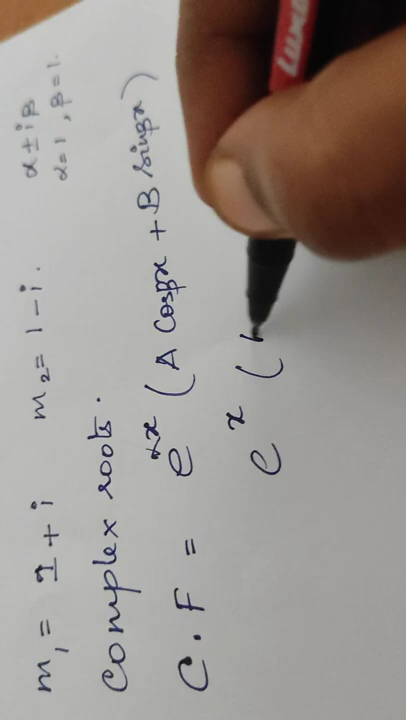 m₁ = 1 + i m₂ = 1 - i. α ± iβ
α = 1, β = 1.
complex roots.
C.F = e^αx (A cosβx + B sinβx)
e^x (